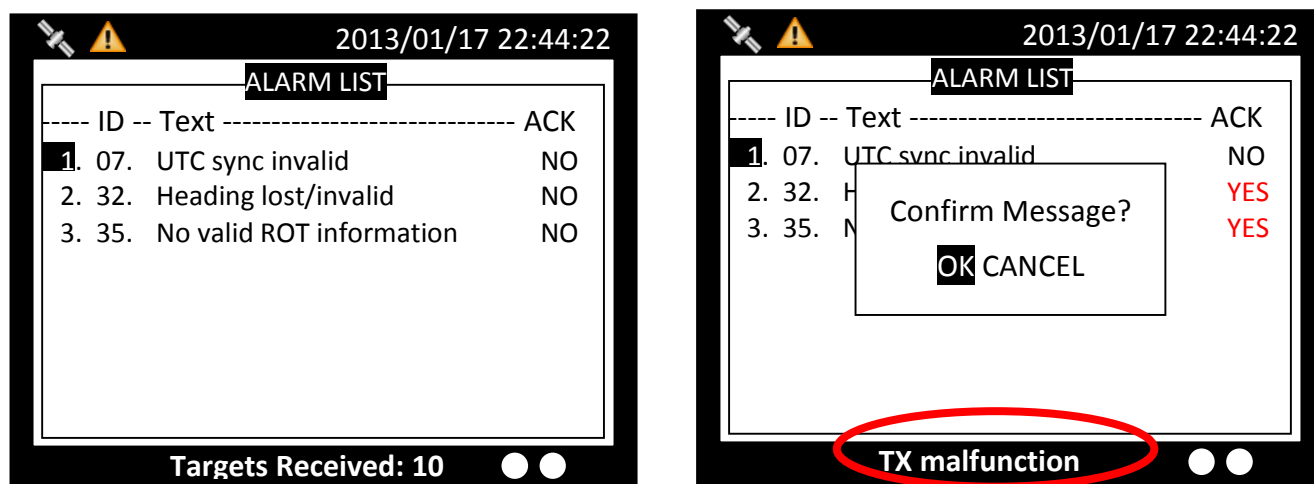 2013/01/17 22:44:22
ALARM LIST
----- ID -- Text ------------------------------ ACK
1. 07. UTC sync invalid NO
2. 32. Heading lost/invalid NO
3. 35. No valid ROT information NO
Targets Received: 10
2013/01/17 22:44:22
ALARM LIST
----- ID -- Text ------------------------------ ACK
1. 07. UTC sync invalid NO
2. 32. H YES
3. 35. N YES
Confirm Message?
OK CANCEL
TX malfunction